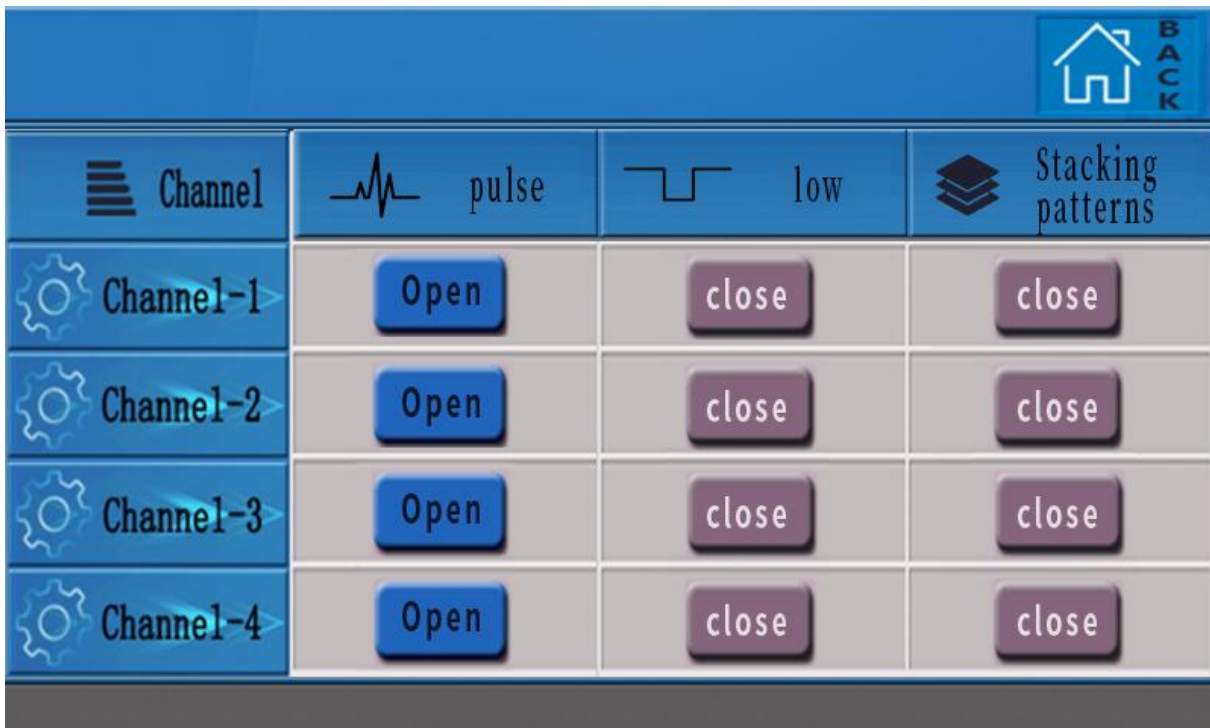 BACK
Channel pulse low Stacking patterns
Channel-1 Open close close
Channel-2 Open close close
Channel-3 Open close close
Channel-4 Open close close